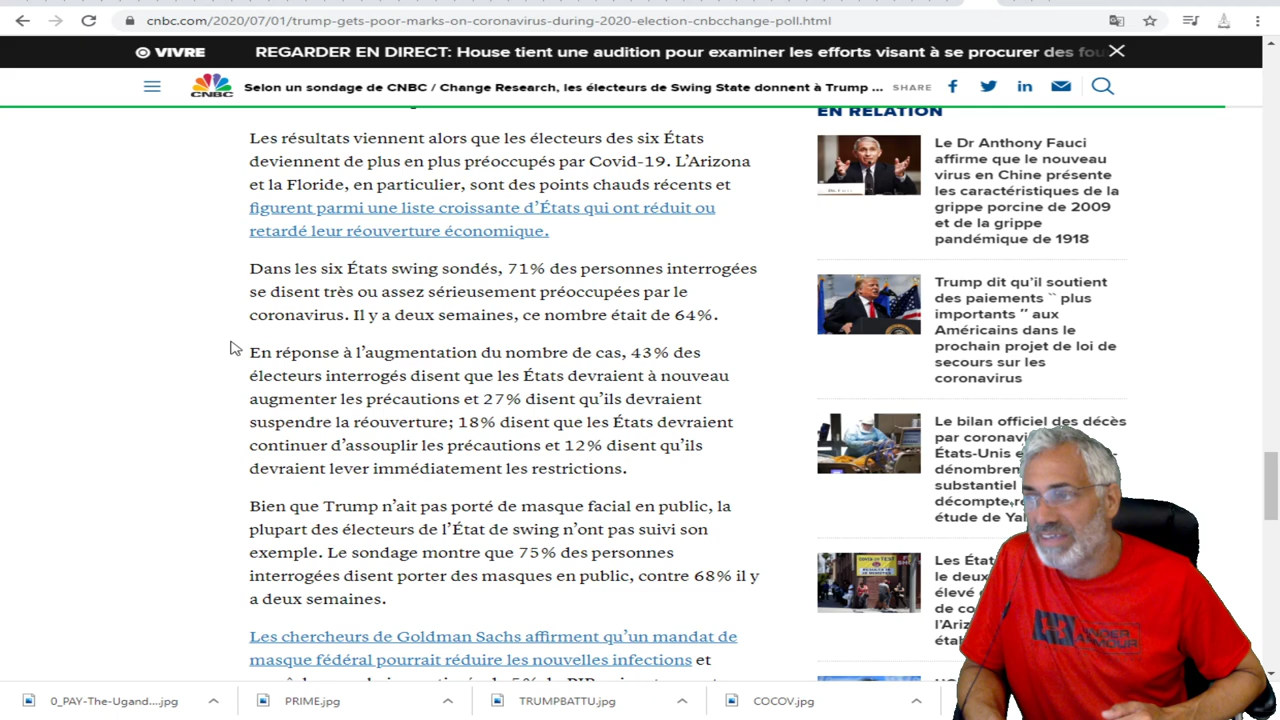 cnbc.com/2020/07/01/trump-gets-poor-marks-on-coronavirus-during-2020-election-cnbcchange-poll.html
VIVRE REGARDER EN DIRECT: House tient une audition pour examiner les efforts visant à se procurer des fou
CNBC Selon un sondage de CNBC / Change Research, les électeurs de Swing State donnent à Trump ... SHARE
Les résultats viennent alors que les électeurs des six États
deviennent de plus en plus préoccupés par Covid-19. L'Arizona
et la Floride, en particulier, sont des points chauds récents et
figurent parmi une liste croissante d'États qui ont réduit ou
retardé leur réouverture économique.
Dans les six États swing sondés, 71% des personnes interrogées
se disent très ou assez sérieusement préoccupées par le
coronavirus. Il y a deux semaines, ce nombre était de 64%.
En réponse à l'augmentation du nombre de cas, 43% des
électeurs interrogés disent que les États devraient à nouveau
augmenter les précautions et 27% disent qu'ils devraient
suspendre la réouverture; 18% disent que les États devraient
continuer d'assouplir les précautions et 12% disent qu'ils
devraient lever immédiatement les restrictions.
Bien que Trump n'ait pas porté de masque facial en public, la
plupart des électeurs de l'État de swing n'ont pas suivi son
exemple. Le sondage montre que 75% des personnes
interrogées disent porter des masques en public, contre 68% il y
a deux semaines.
Les chercheurs de Goldman Sachs affirment qu'un mandat de
masque fédéral pourrait réduire les nouvelles infections et
EN RELATION
Le Dr Anthony Fauci
affirme que le nouveau
virus en Chine présente
les caractéristiques de la
grippe porcine de 2009
et de la grippe
pandémique de 1918
Trump dit qu'il soutient
des paiements `` plus
importants '' aux
Américains dans le
prochain projet de loi de
secours sur les
coronavirus
Le bilan officiel des décès
par coronavi
États-Unis e
dénombrem
substantiel
décompte, re
étude de Yal
Les État
le deux
élevé
de co
l'Ariz
étab
UNDER
ARMOUR
0_PAY-The-Ugand....jpg
PRIME.jpg
TRUMPBATTU.jpg
COCOV.jpg